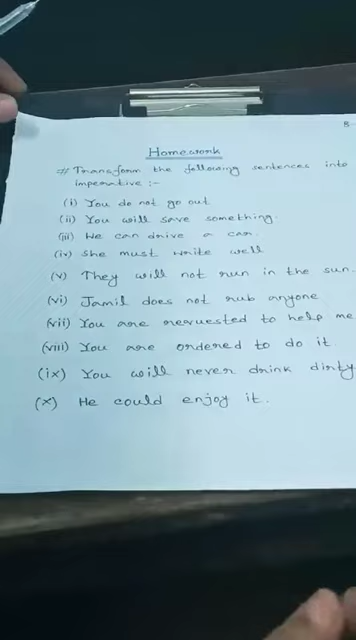 Homework
# Transform the following sentences into
imperative :-
(i) You do not go out
(ii) You will save something.
(iii) He can drive a car.
(iv) She must write well
(v) They will not run in the sun.
(vi) Jamil does not rub anyone
(vii) You are requested to help me
(viii) You are ordered to do it.
(ix) You will never drink dirty
(x) He could enjoy it.